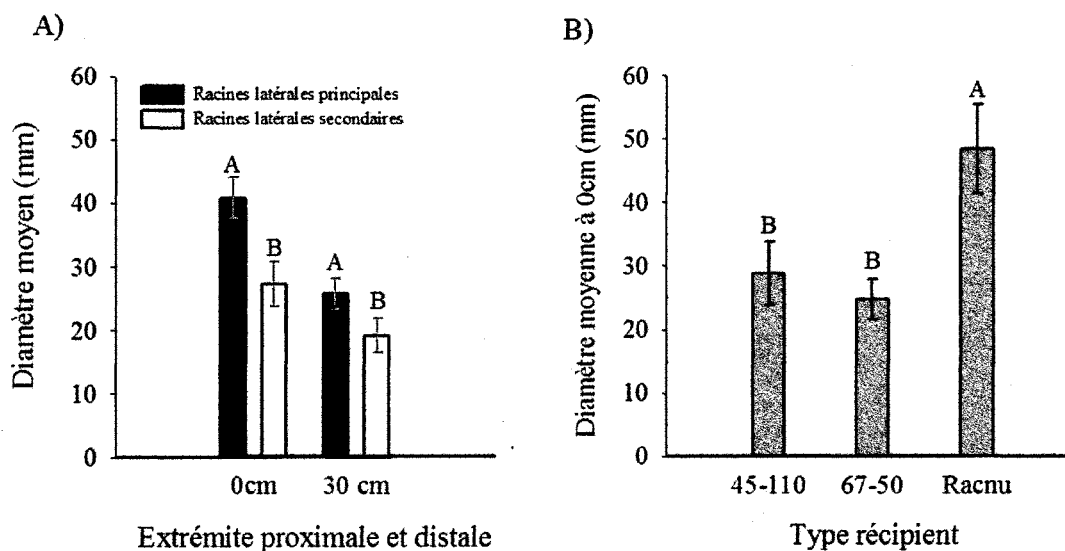 A)
60
50
40
30
20
10
0
Diamètre moyen (mm)
Racines latérales principales
Racines latérales secondaires
A
B
A
B
0cm 30 cm
Extrémite proximale et distale
B)
60
50
40
30
20
10
0
Diamètre moyenne à 0cm (mm)
B
B
A
45-110 67-50 Racnu
Type récipient